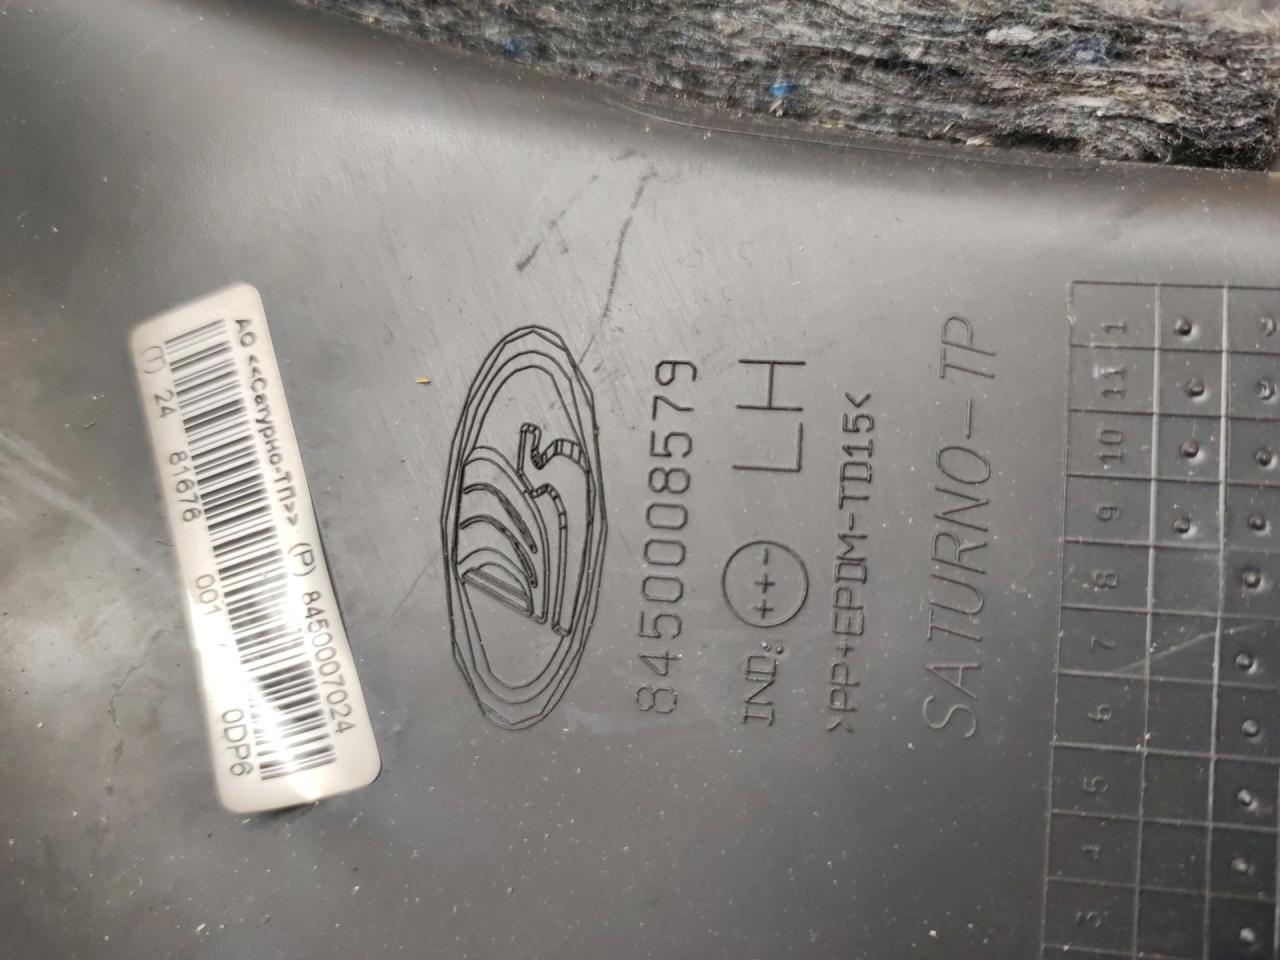 АО <<Сатурно-ТП>> (P) 8450007024
(T) 24 81676 001 0DP6
8450008579
IND: ++- LH
>PP+EPDM-TD15<
SATURNO-TP
3 4 5 6 7 8 9 10 11 1